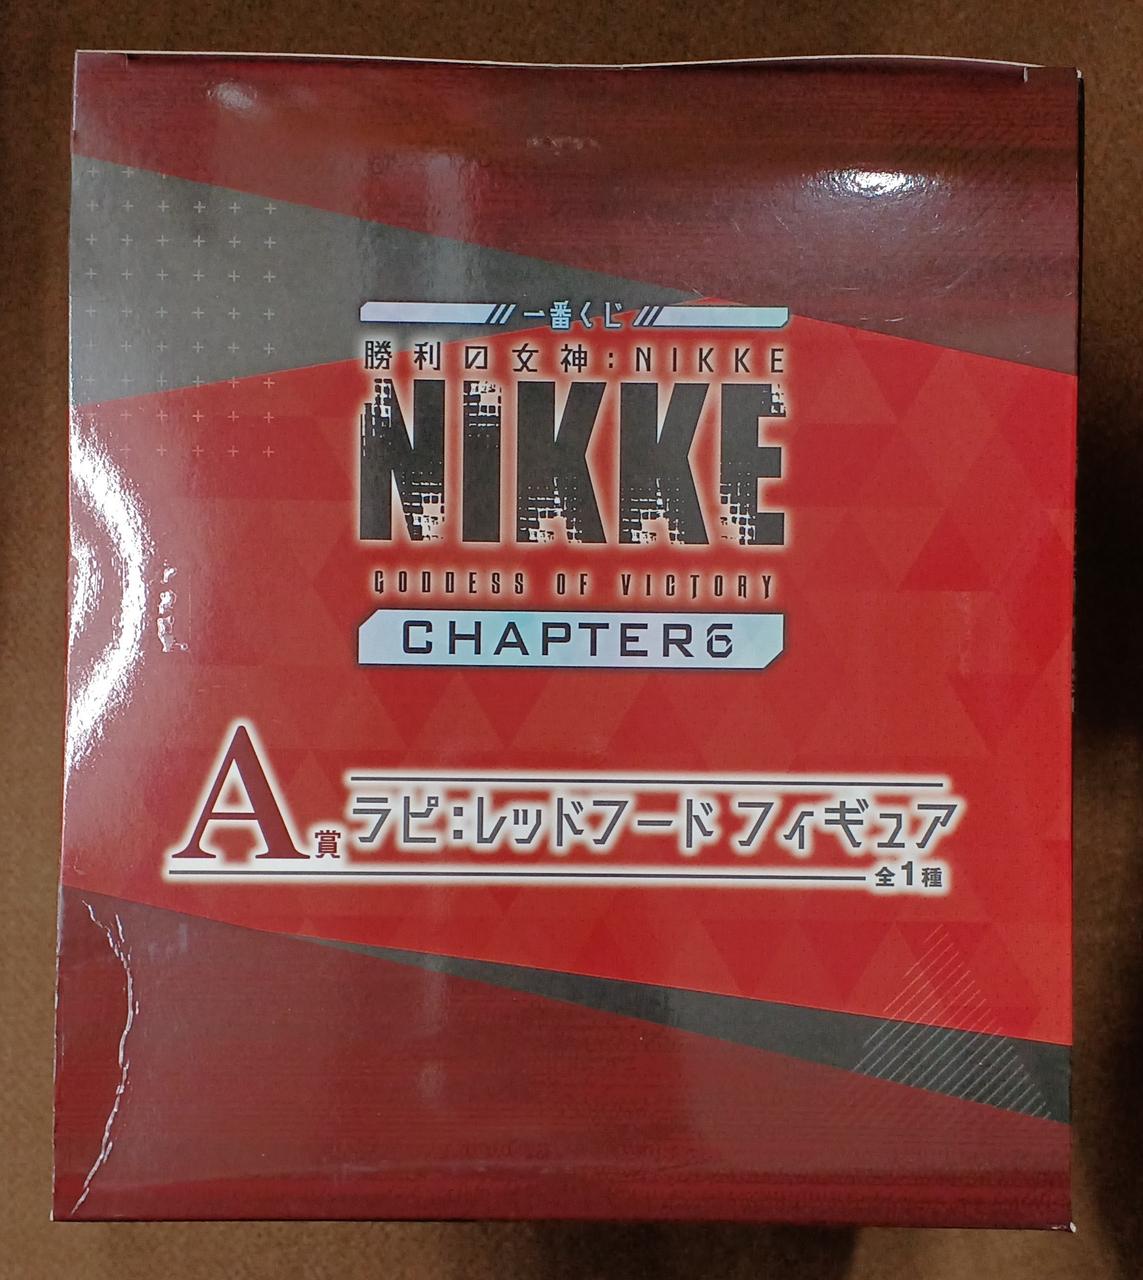 一番くじ
勝利の女神:NIKKE
NIKKE
GODDESS OF VICTORY
CHAPTER6
A賞 ラピ:レッドフード フィギュア
全1種